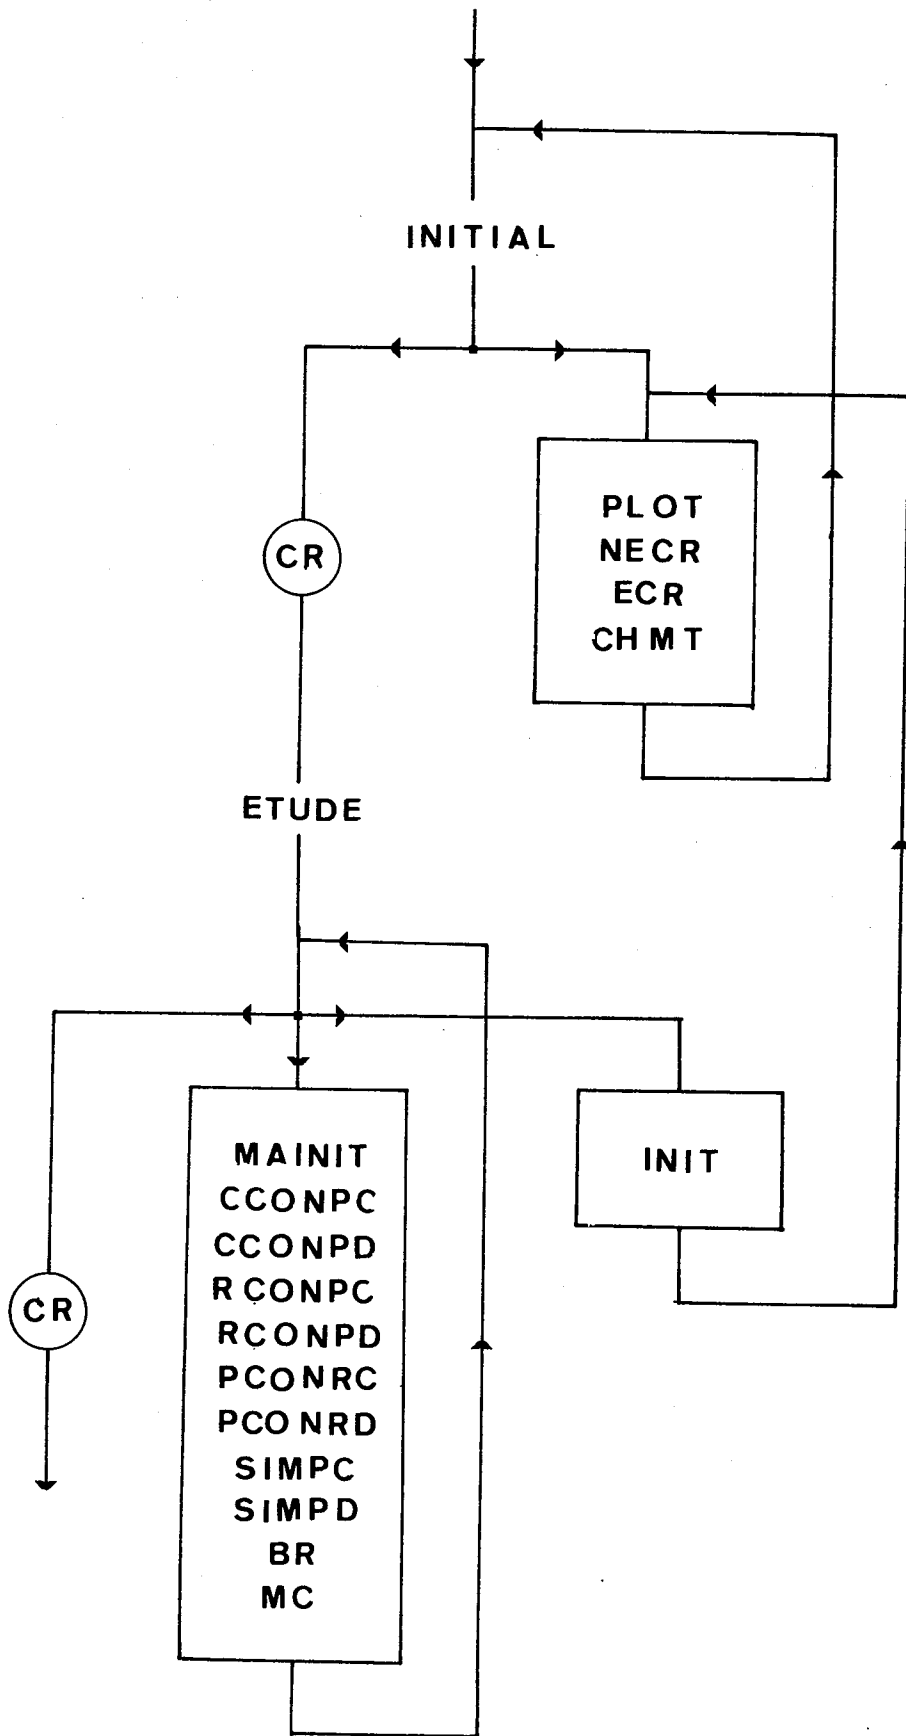 INITIAL
PLOT
NECR
ECR
CHMT
CR
ETUDE
MAINIT
CCONPC
CCONPD
RCONPC
RCONPD
PCONRC
PCONRD
SIMPC
SIMPD
BR
MC
INIT
CR